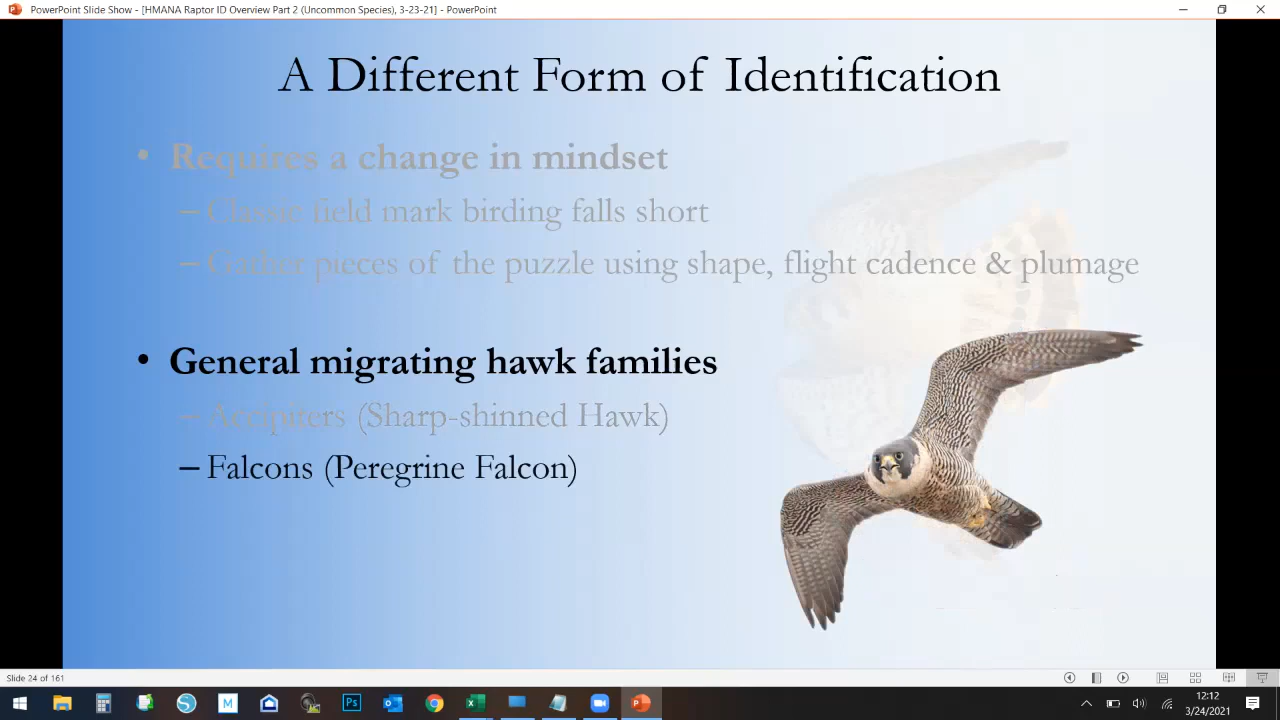 PowerPoint Slide Show - [HMANA Raptor ID Overview Part 2 (Uncommon Species), 3-23-21] - PowerPoint
A Different Form of Identification
• Requires a change in mindset
– Classic field mark birding falls short
– Gather pieces of the puzzle using shape, flight cadence & plumage
• General migrating hawk families
– Accipiters (Sharp-shinned Hawk)
– Falcons (Peregrine Falcon)
Slide 24 of 161
M
Ps
12:12
3/24/2021